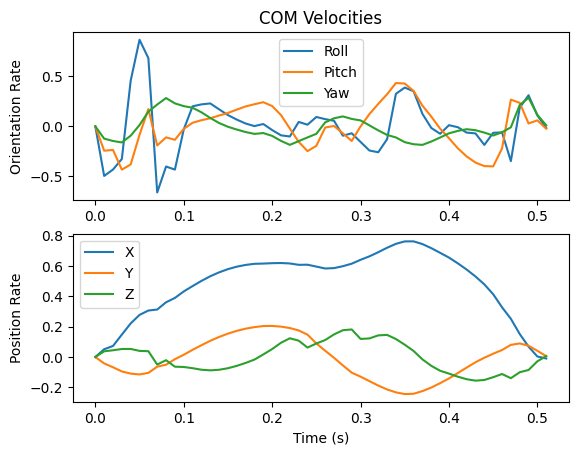 COM Velocities
Orientation Rate
0.5
0.0
−0.5
Roll
Pitch
Yaw
0.0 0.1 0.2 0.3 0.4 0.5
Position Rate
0.8
0.6
0.4
0.2
0.0
−0.2
X
Y
Z
0.0 0.1 0.2 0.3 0.4 0.5
Time (s)